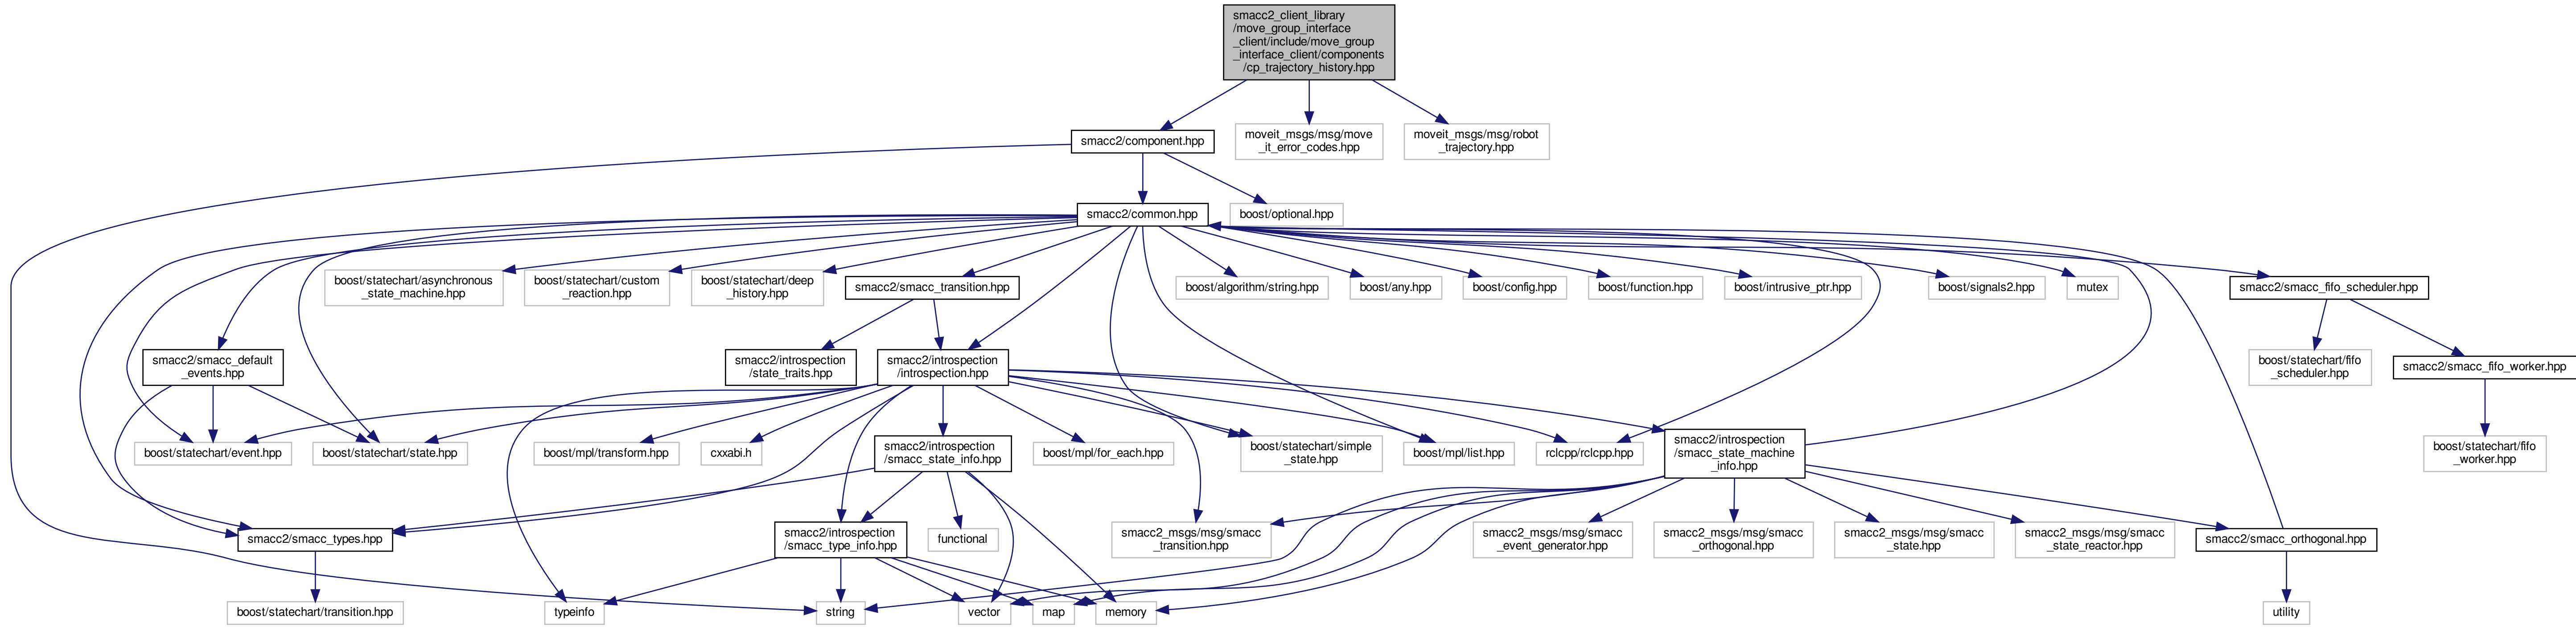 smacc2_client_library
/move_group_interface
_client/include/move_group
_interface_client/components
/cp_trajectory_history.hpp
smacc2/component.hpp
moveit_msgs/msg/move
_it_error_codes.hpp
moveit_msgs/msg/robot
_trajectory.hpp
smacc2/common.hpp
boost/optional.hpp
boost/statechart/asynchronous
_state_machine.hpp
boost/statechart/custom
_reaction.hpp
boost/statechart/deep
_history.hpp
smacc2/smacc_transition.hpp
boost/algorithm/string.hpp
boost/any.hpp
boost/config.hpp
boost/function.hpp
boost/intrusive_ptr.hpp
boost/signals2.hpp
mutex
smacc2/smacc_fifo_scheduler.hpp
smacc2/smacc_default
_events.hpp
smacc2/introspection
/state_traits.hpp
smacc2/introspection
/introspection.hpp
boost/statechart/fifo
_scheduler.hpp
smacc2/smacc_fifo_worker.hpp
boost/statechart/event.hpp
boost/statechart/state.hpp
boost/mpl/transform.hpp
cxxabi.h
smacc2/introspection
/smacc_state_info.hpp
boost/mpl/for_each.hpp
boost/statechart/simple
_state.hpp
boost/mpl/list.hpp
rclcpp/rclcpp.hpp
smacc2/introspection
/smacc_state_machine
_info.hpp
boost/statechart/fifo
_worker.hpp
smacc2/smacc_types.hpp
smacc2/introspection
/smacc_type_info.hpp
functional
smacc2_msgs/msg/smacc
_transition.hpp
smacc2_msgs/msg/smacc
_event_generator.hpp
smacc2_msgs/msg/smacc
_orthogonal.hpp
smacc2_msgs/msg/smacc
_state.hpp
smacc2_msgs/msg/smacc
_state_reactor.hpp
smacc2/smacc_orthogonal.hpp
boost/statechart/transition.hpp
typeinfo
string
vector
map
memory
utility